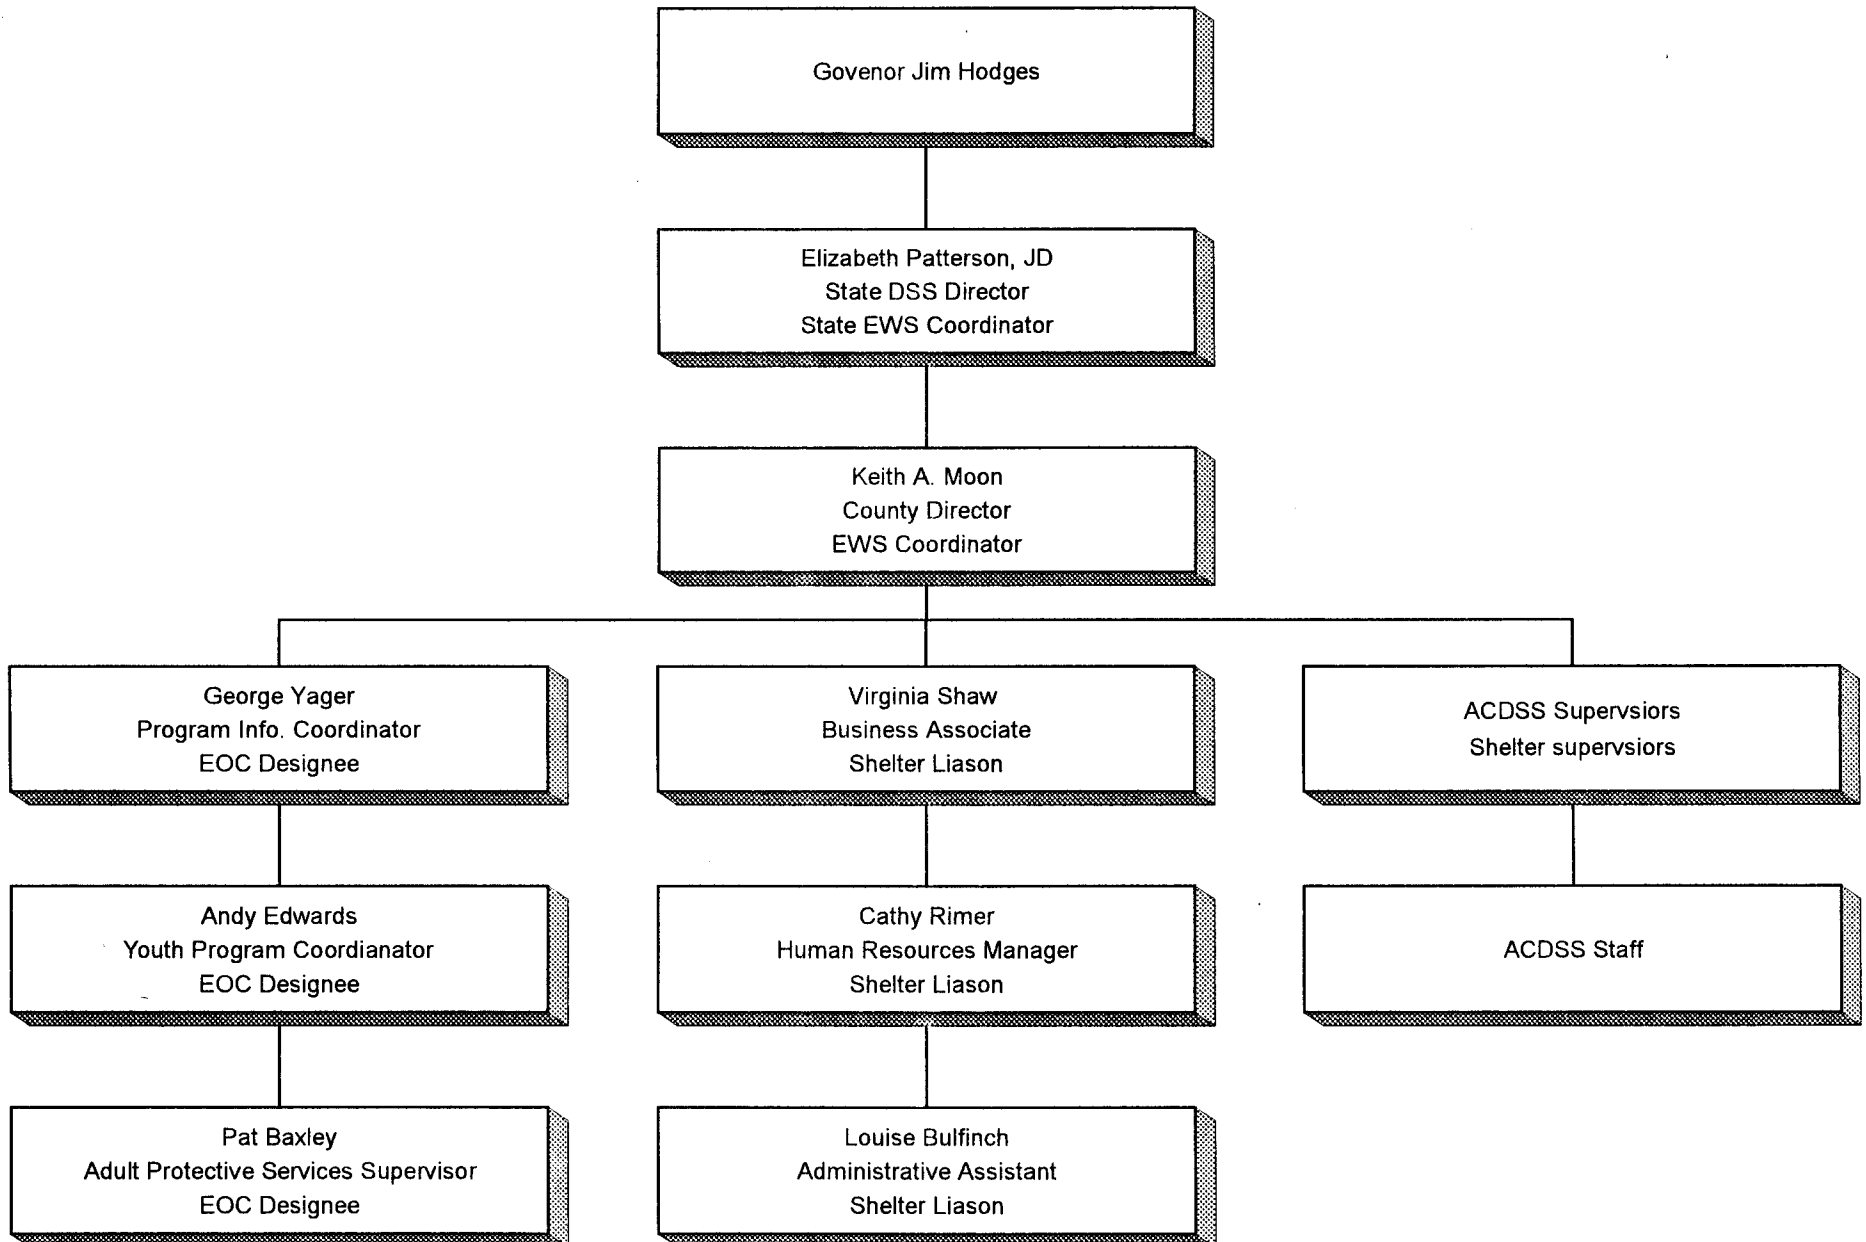 Govenor Jim Hodges
Elizabeth Patterson, JD
State DSS Director
State EWS Coordinator
Keith A. Moon
County Director
EWS Coordinator
George Yager
Program Info. Coordinator
EOC Designee
Virginia Shaw
Business Associate
Shelter Liason
ACDSS Supervsiors
Shelter supervsiors
Andy Edwards
Youth Program Coordianator
EOC Designee
Cathy Rimer
Human Resources Manager
Shelter Liason
ACDSS Staff
Pat Baxley
Adult Protective Services Supervisor
EOC Designee
Louise Bulfinch
Administrative Assistant
Shelter Liason